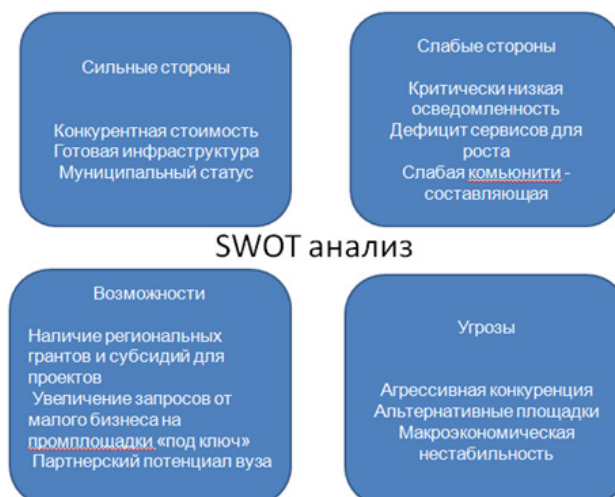 Сильные стороны
Конкурентная стоимость
Готовая инфраструктура
Муниципальный статус
Слабые стороны
Критически низкая
осведомленность
Дефицит сервисов для
роста
Слабая комьюнити -
составляющая
SWOT анализ
Возможности
Наличие региональных
грантов и субсидий для
проектов
Увеличение запросов от
малого бизнеса на
промплощадки «под ключ»
Партнерский потенциал вуза
Угрозы
Агрессивная конкуренция
Альтернативные площадки
Макроэкономическая
нестабильность